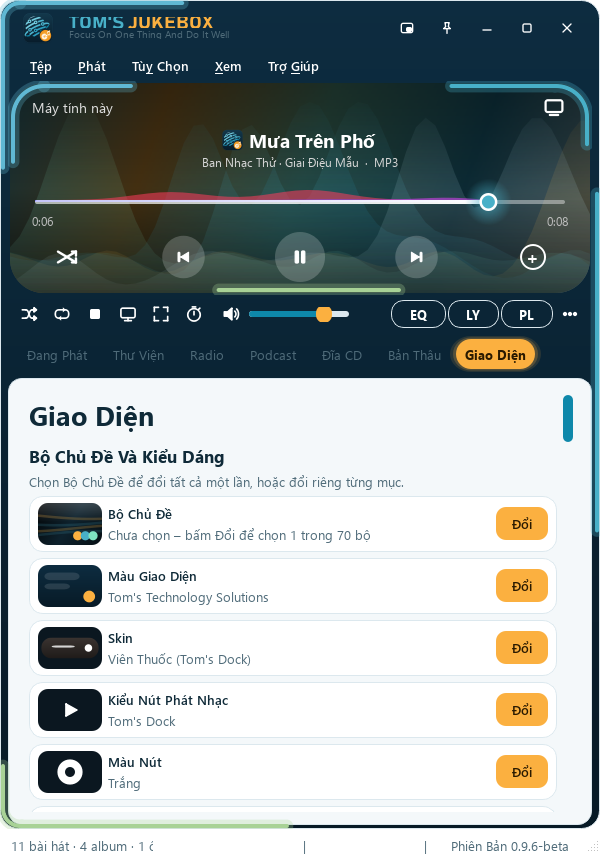 TOM'S JUKEBOX
Focus On One Thing And Do It Well
Tệp Phát Tùy Chọn Xem Trợ Giúp
Máy tính này
Mưa Trên Phố
Ban Nhạc Thử · Giai Điệu Mẫu · MP3
0:06 0:08
EQ LY PL
Đang Phát Thư Viện Radio Podcast Đĩa CD Bản Thâu Giao Diện
Giao Diện
Bộ Chủ Đề Và Kiểu Dáng
Chọn Bộ Chủ Đề để đổi tất cả một lần, hoặc đổi riêng từng mục.
Bộ Chủ Đề
Chưa chọn – bấm Đổi để chọn 1 trong 70 bộ
Đổi
Màu Giao Diện
Tom's Technology Solutions
Đổi
Skin
Viên Thuốc (Tom's Dock)
Đổi
Kiểu Nút Phát Nhạc
Tom's Dock
Đổi
Màu Nút
Trắng
Đổi
11 bài hát · 4 album · 1 Phiên Bản 0.9.6-beta